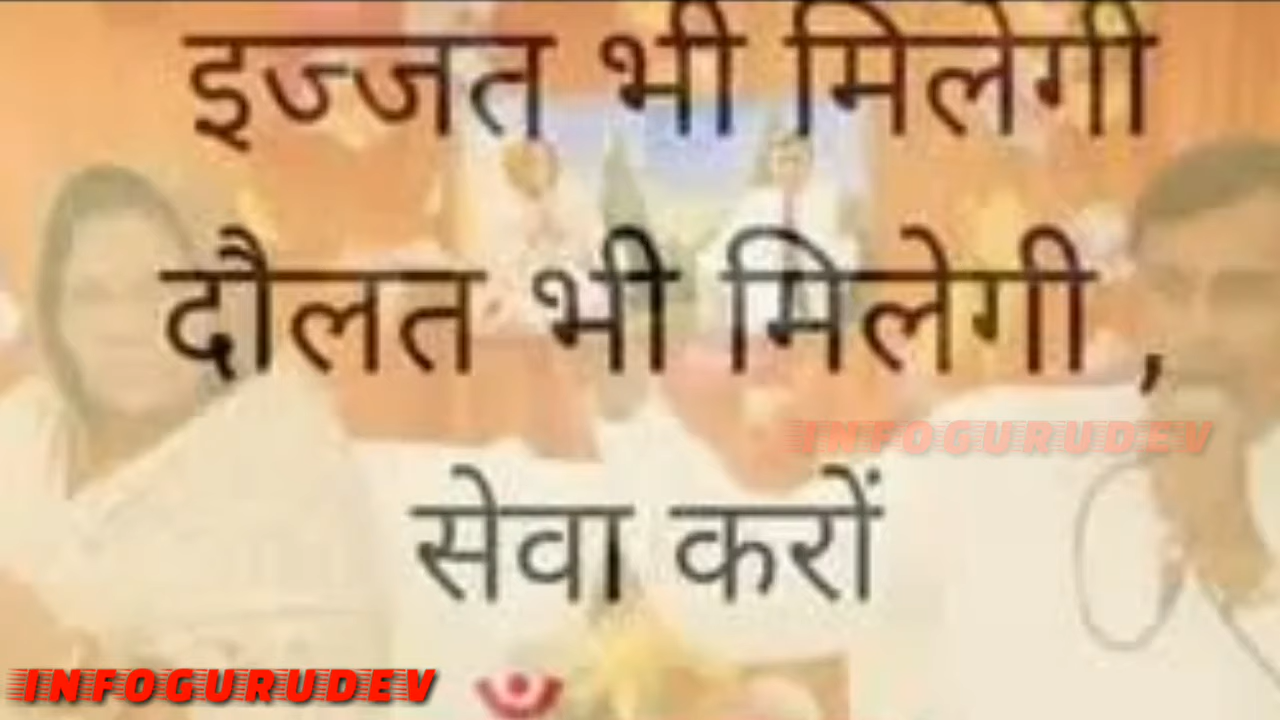 इज्जत भी मिलेगी
दौलत भी मिलेगी ,
INFOGURUDEV
सेवा करों
INFOGURUDEV